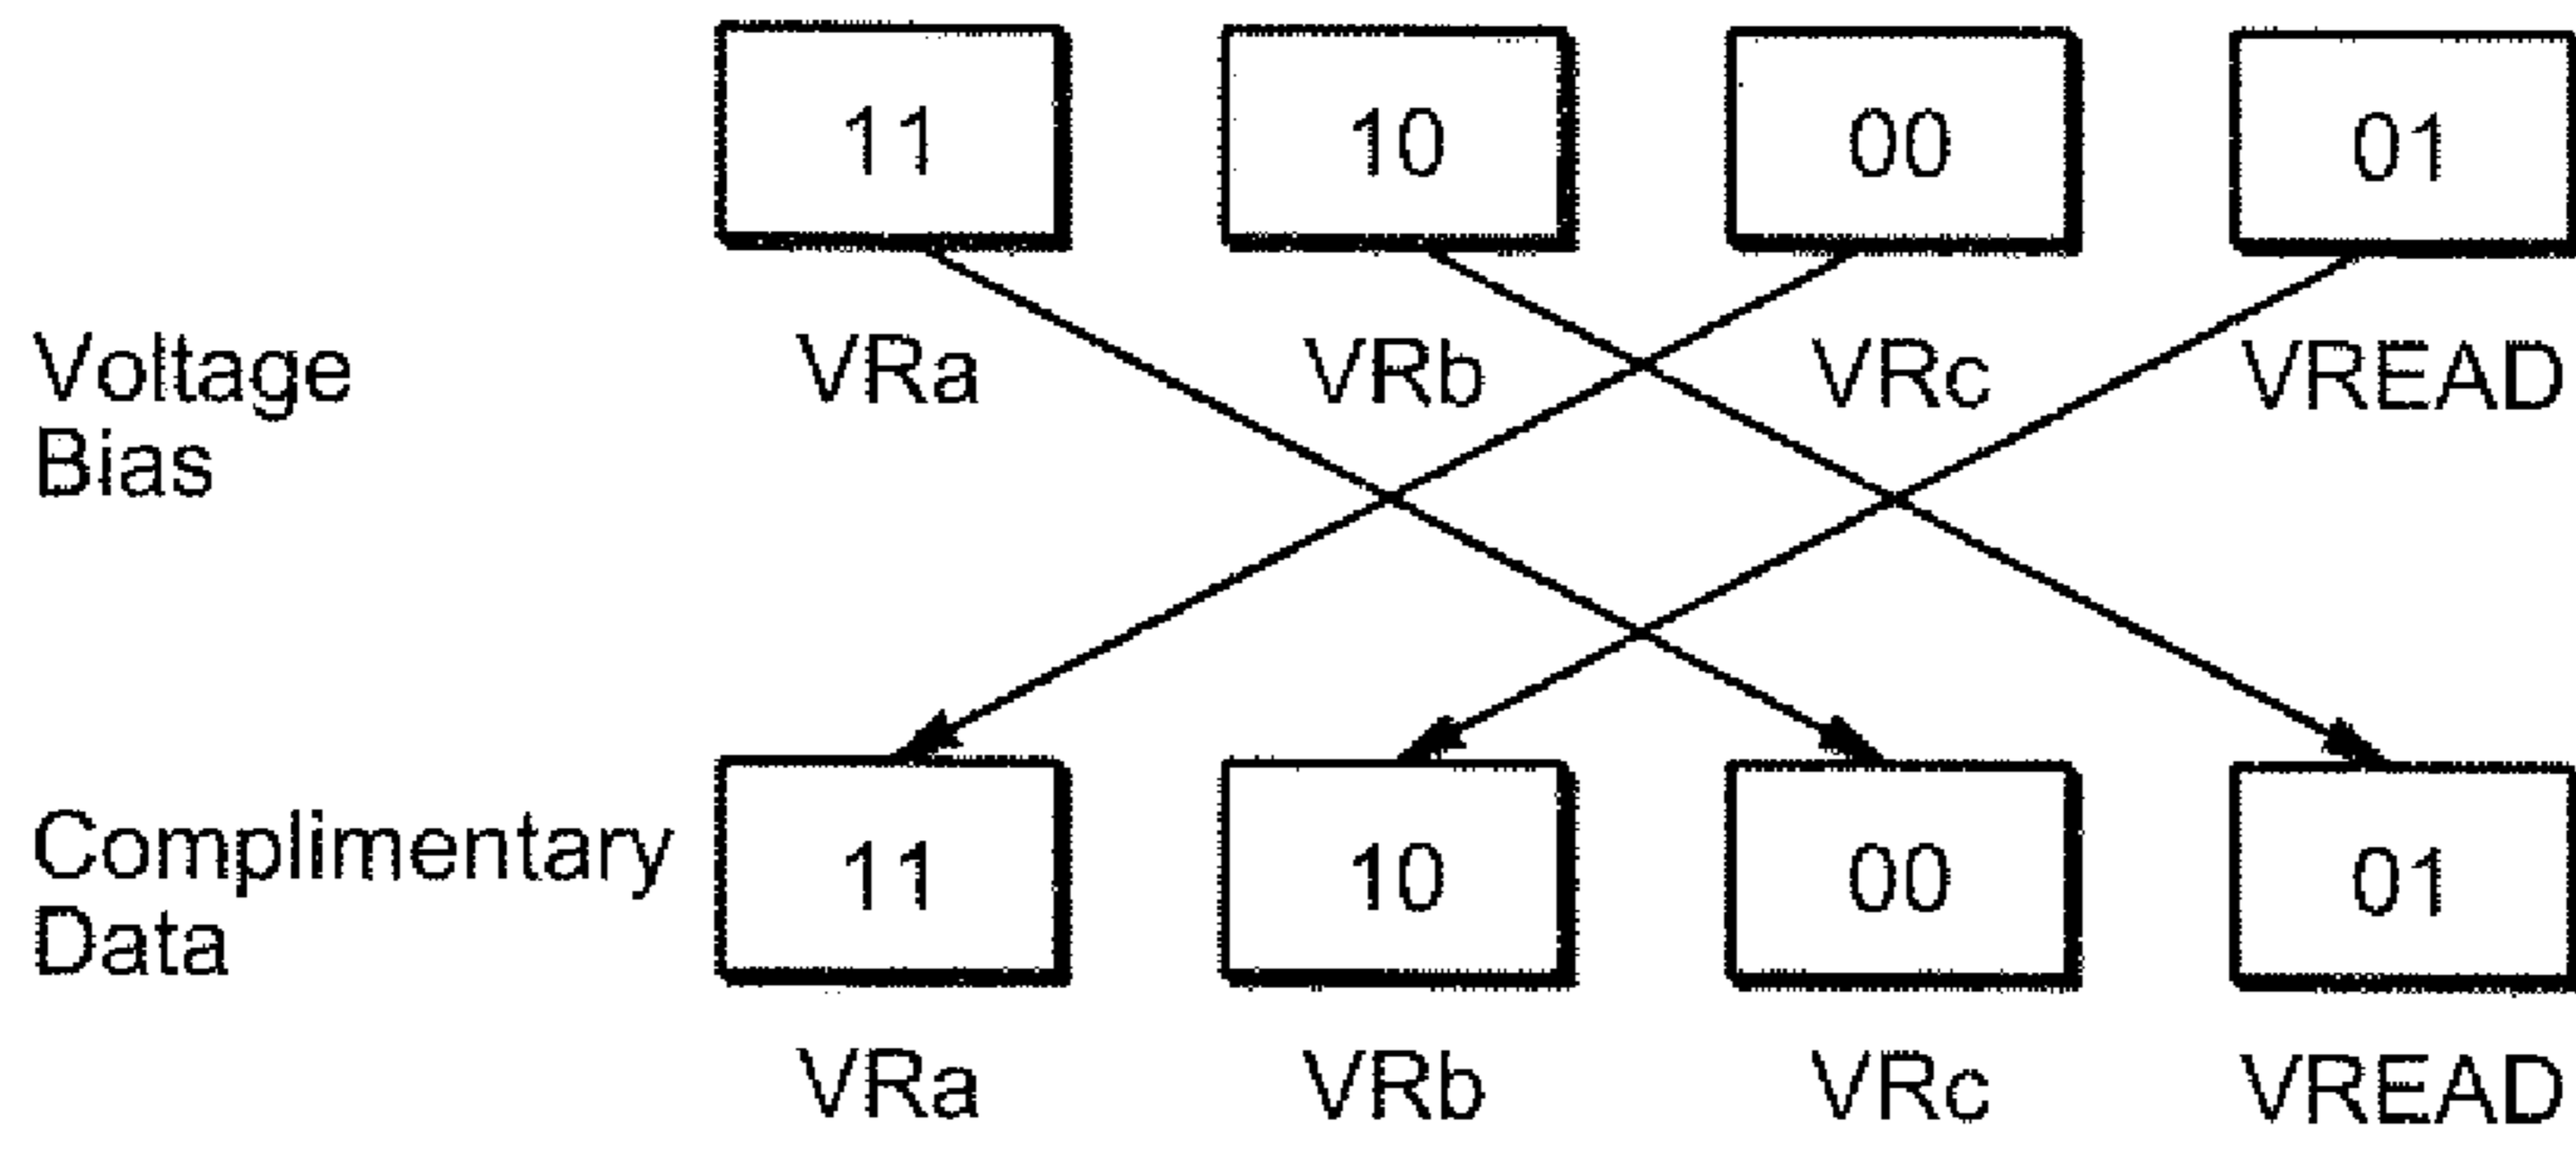 11 10 00 01
Voltage Bias VRa VRb VRc VREAD
Complimentary Data 11 10 00 01
VRa VRb VRc VREAD